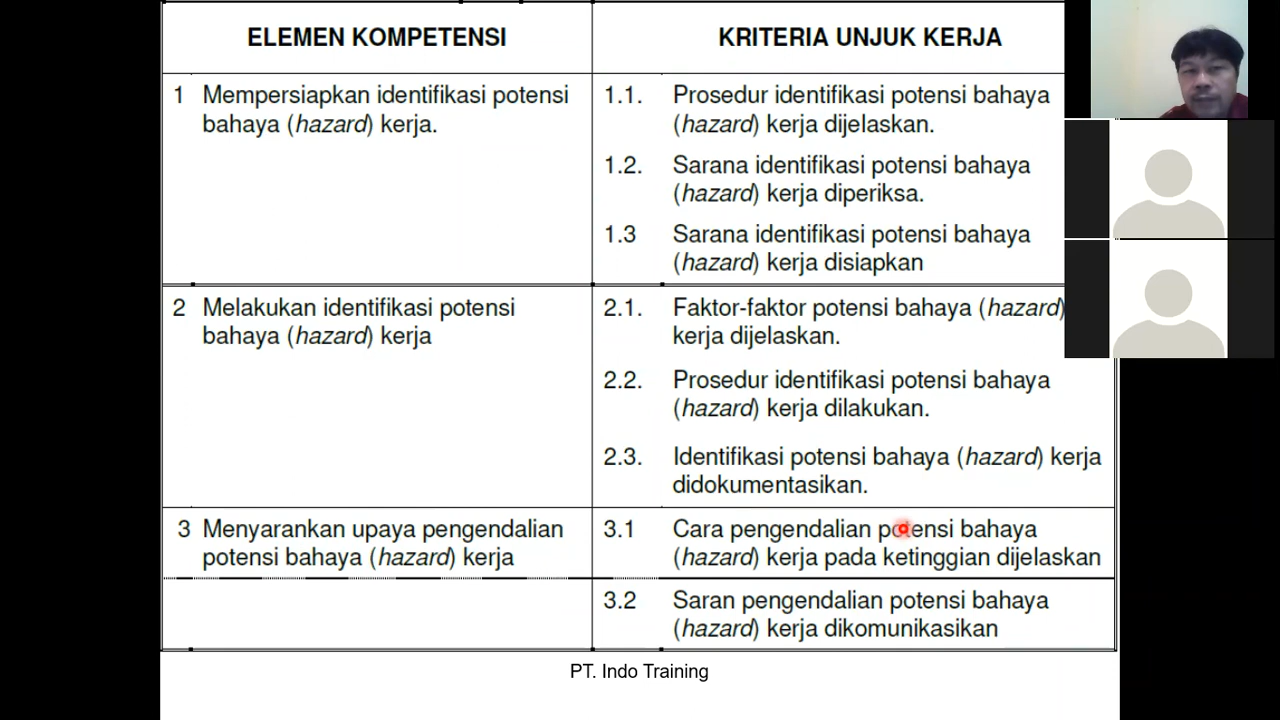 ELEMEN KOMPETENSI
KRITERIA UNJUK KERJA
1 Mempersiapkan identifikasi potensi
bahaya (hazard) kerja.
1.1. Prosedur identifikasi potensi bahaya
(hazard) kerja dijelaskan.
1.2. Sarana identifikasi potensi bahaya
(hazard) kerja diperiksa.
1.3 Sarana identifikasi potensi bahaya
(hazard) kerja disiapkan
2 Melakukan identifikasi potensi
bahaya (hazard) kerja
2.1. Faktor-faktor potensi bahaya (hazard)
kerja dijelaskan.
2.2. Prosedur identifikasi potensi bahaya
(hazard) kerja dilakukan.
2.3. Identifikasi potensi bahaya (hazard) kerja
didokumentasikan.
3 Menyarankan upaya pengendalian
potensi bahaya (hazard) kerja
3.1 Cara pengendalian potensi bahaya
(hazard) kerja pada ketinggian dijelaskan
3.2 Saran pengendalian potensi bahaya
(hazard) kerja dikomunikasikan
PT. Indo Training